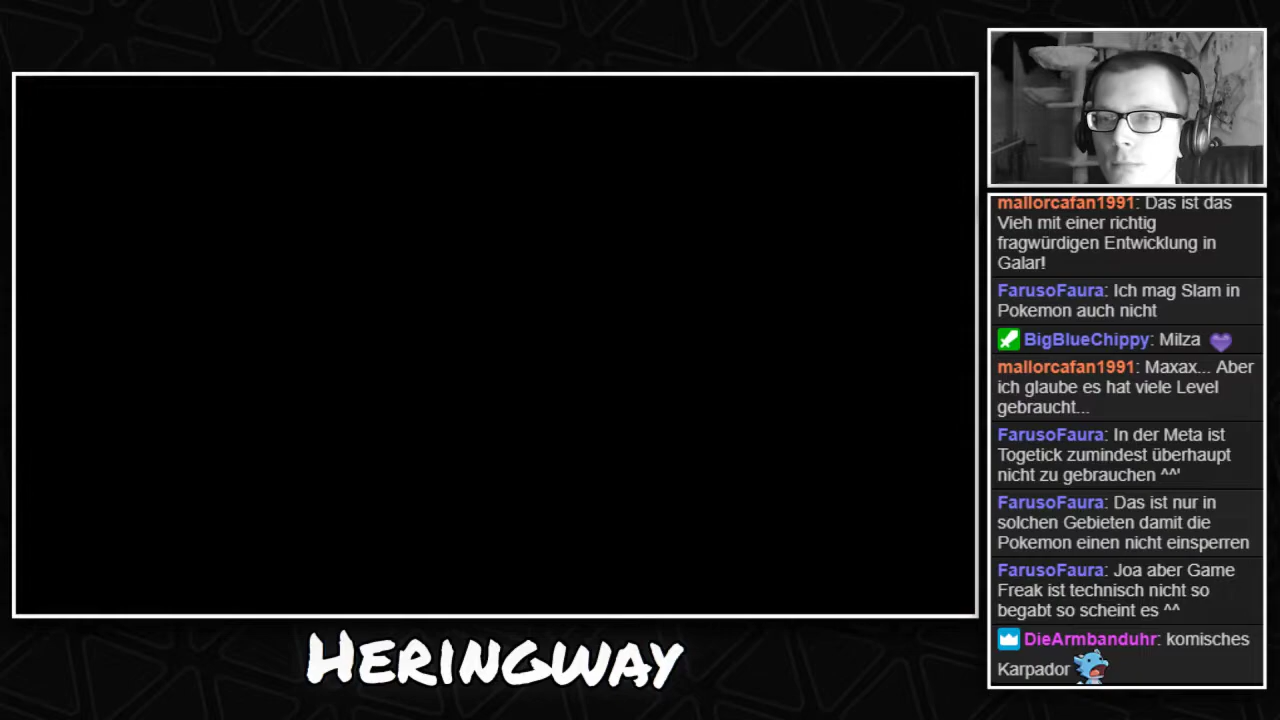 mallorcafan1991: Das ist das
Vieh mit einer richtig
fragwürdigen Entwicklung in
Galar!
FarusoFaura: Ich mag Slam in
Pokemon auch nicht
BigBlueChippy: Milza
mallorcafan1991: Maxax... Aber
ich glaube es hat viele Level
gebraucht...
FarusoFaura: In der Meta ist
Togetick zumindest überhaupt
nicht zu gebrauchen ^^'
FarusoFaura: Das ist nur in
solchen Gebieten damit die
Pokemon einen nicht einsperren
FarusoFaura: Joa aber Game
Freak ist technisch nicht so
begabt so scheint es ^^
DieArmbanduhr: komisches
Karpador
HERINGWAY